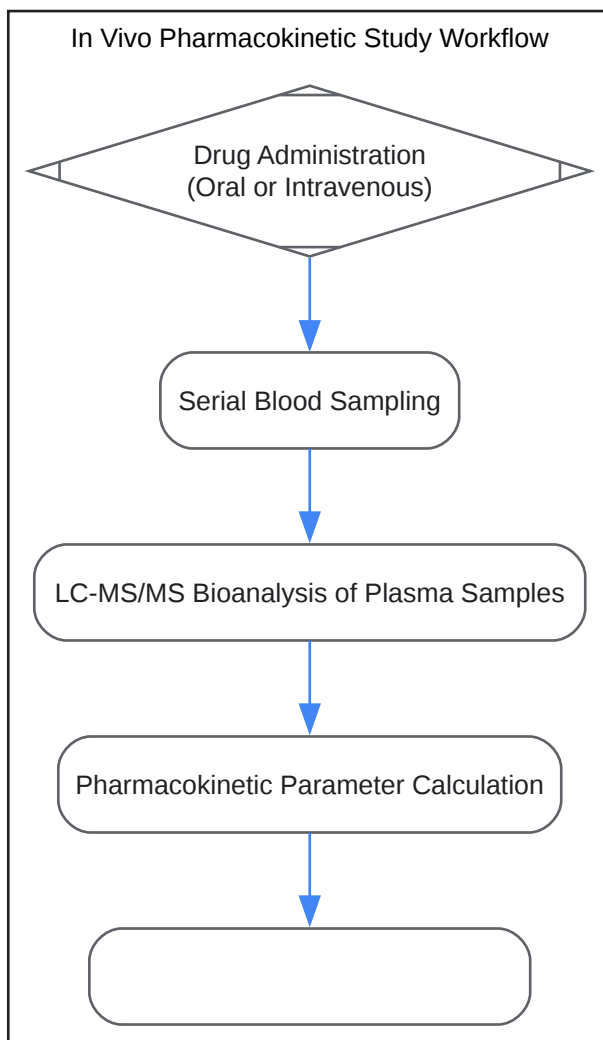 In Vivo Pharmacokinetic Study Workflow
Drug Administration
(Oral or Intravenous)
Serial Blood Sampling
LC-MS/MS Bioanalysis of Plasma Samples
Pharmacokinetic Parameter Calculation